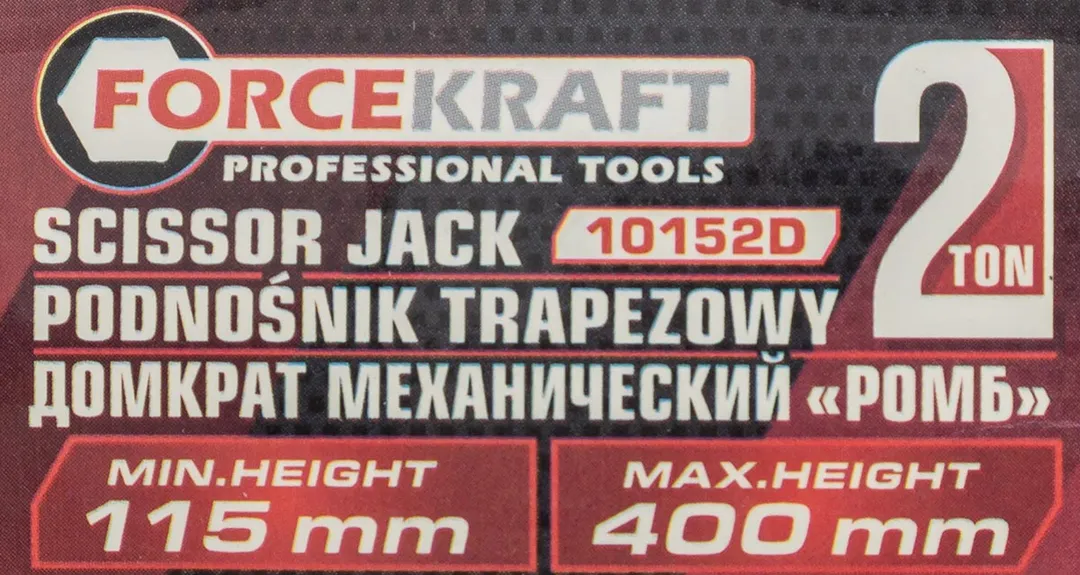 FORCEKRAFT
PROFESSIONAL TOOLS
2 TON
SCISSOR JACK 10152D
PODNOŚNIK TRAPEZOWY
ДОМКРАТ МЕХАНИЧЕСКИЙ «РОМБ»
MIN.HEIGHT
115 mm
MAX.HEIGHT
400 mm